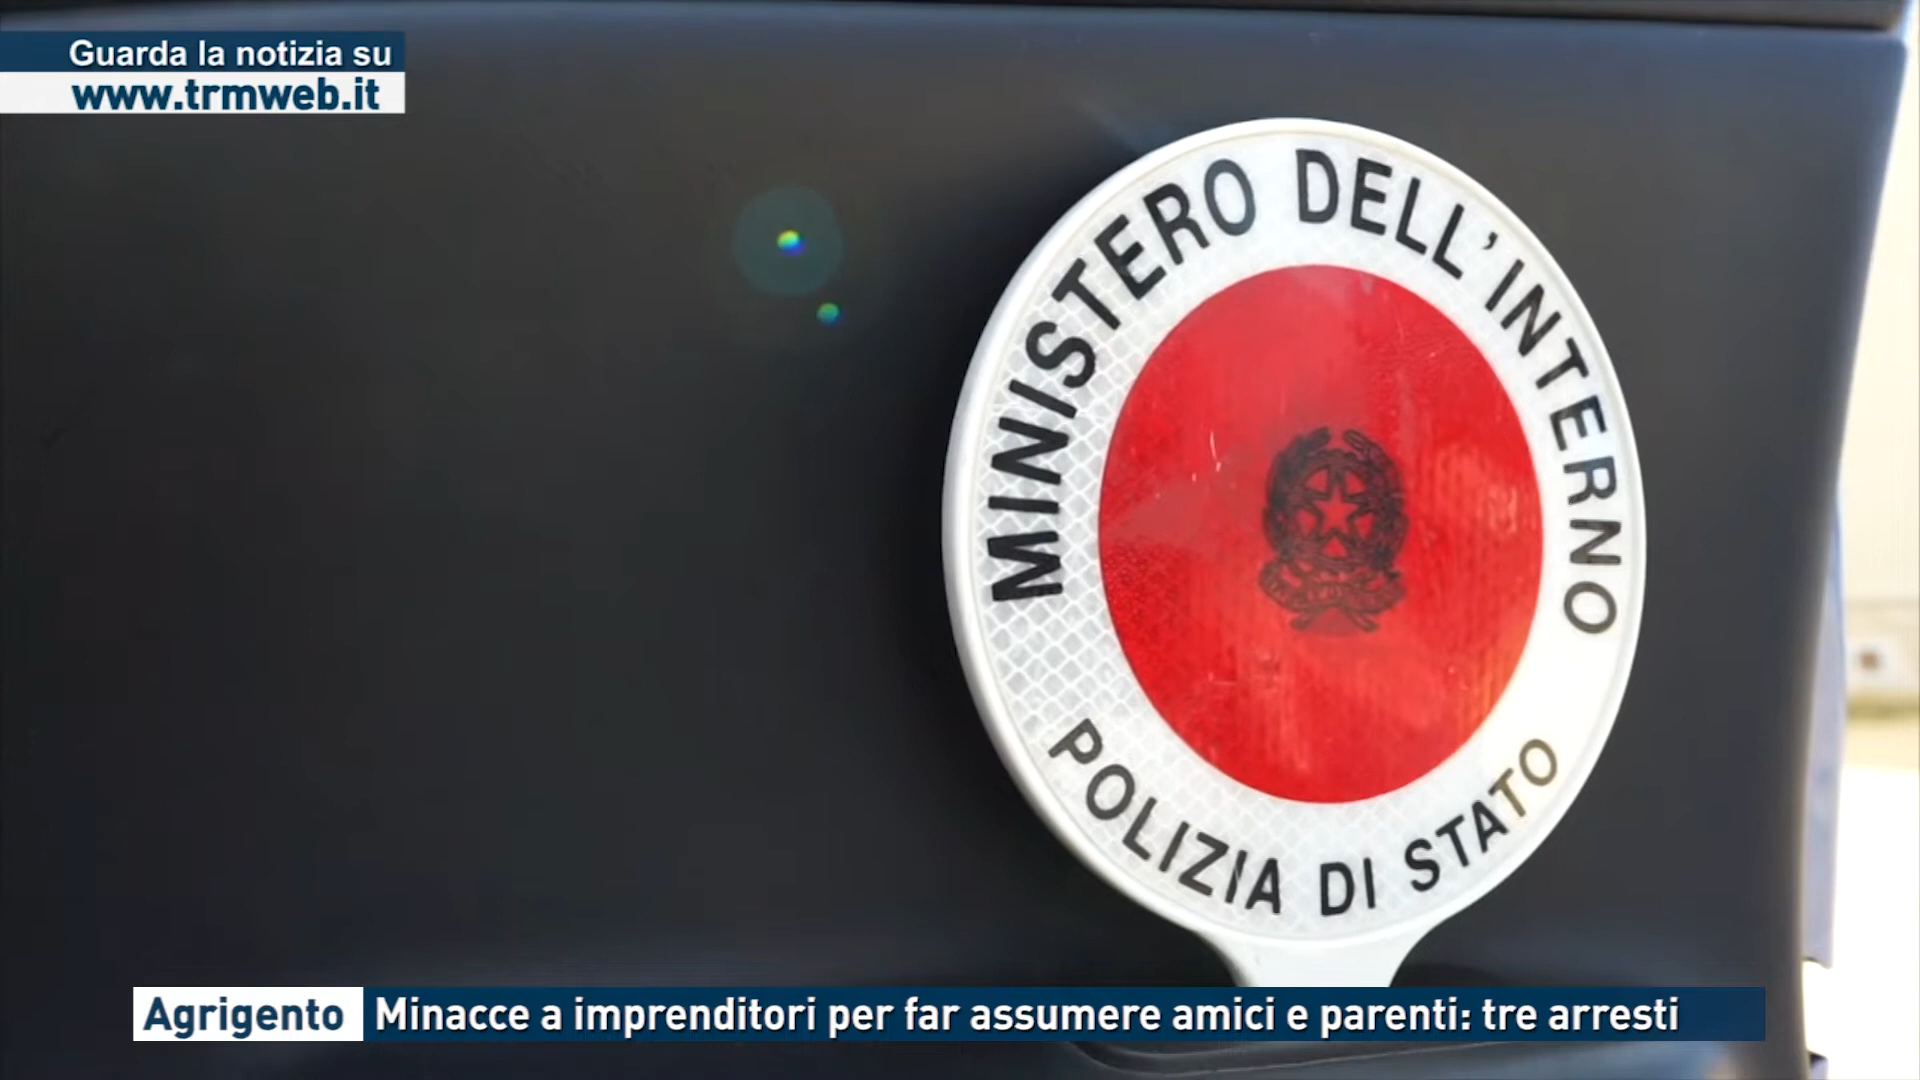 Guarda la notizia su
www.trmweb.it
MINISTERO DELL'INTERNO
POLIZIA DI STATO
Agrigento Minacce a imprenditori per far assumere amici e parenti: tre arresti